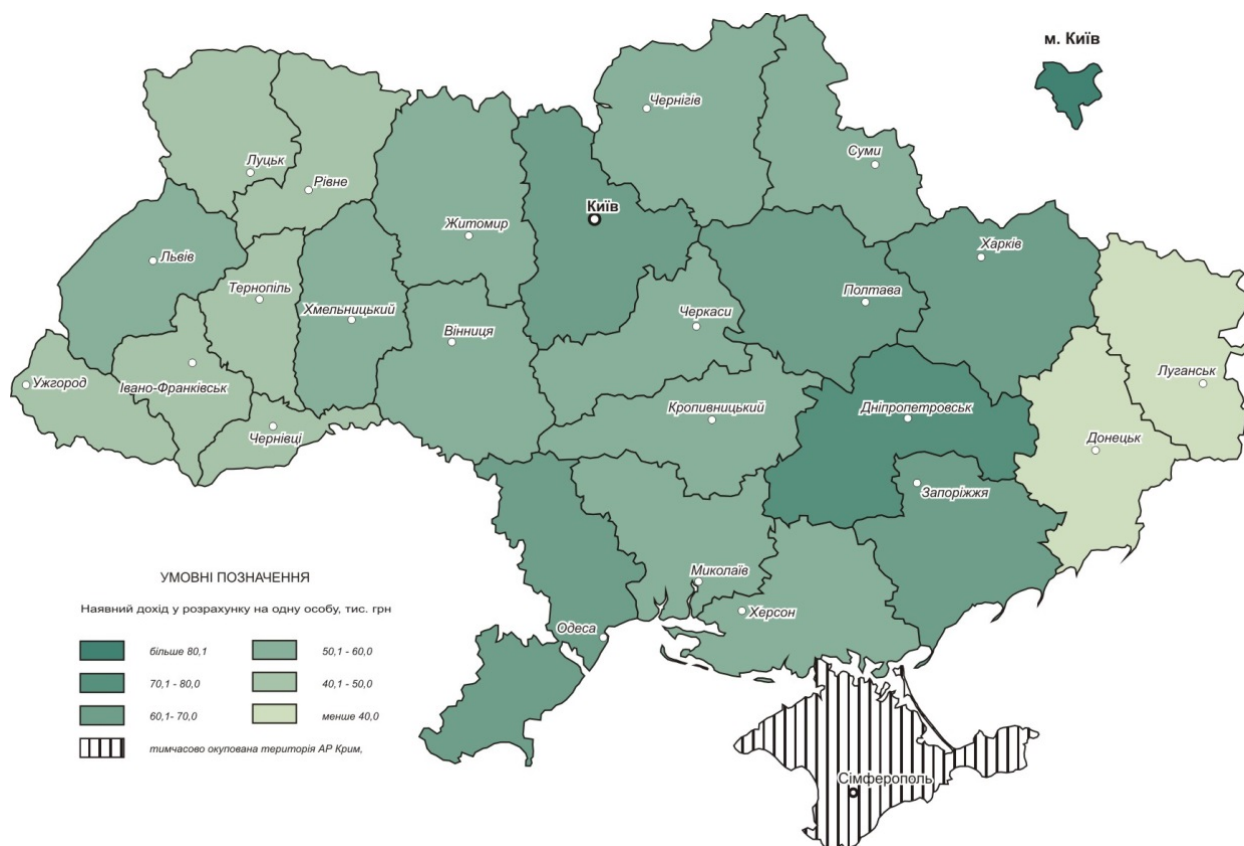 м. Київ
Чернігів
Суми
Луцьк
Рівне
Київ
Житомир
Харків
Львів
Тернопіль
Хмельницький
Полтава
Черкаси
Вінниця
Ужгород
Івано-Франківськ
Луганськ
Кропивницький
Дніпропетровськ
Чернівці
Донецьк
Запоріжжя
Миколаїв
Херсон
Одеса
Сімферополь
УМОВНІ ПОЗНАЧЕННЯ
Наявний дохід у розрахунку на одну особу, тис. грн
більше 80,1
50,1 - 60,0
70,1 - 80,0
40,1 - 50,0
60,1- 70,0
менше 40,0
тимчасово окупована територія АР Крим,